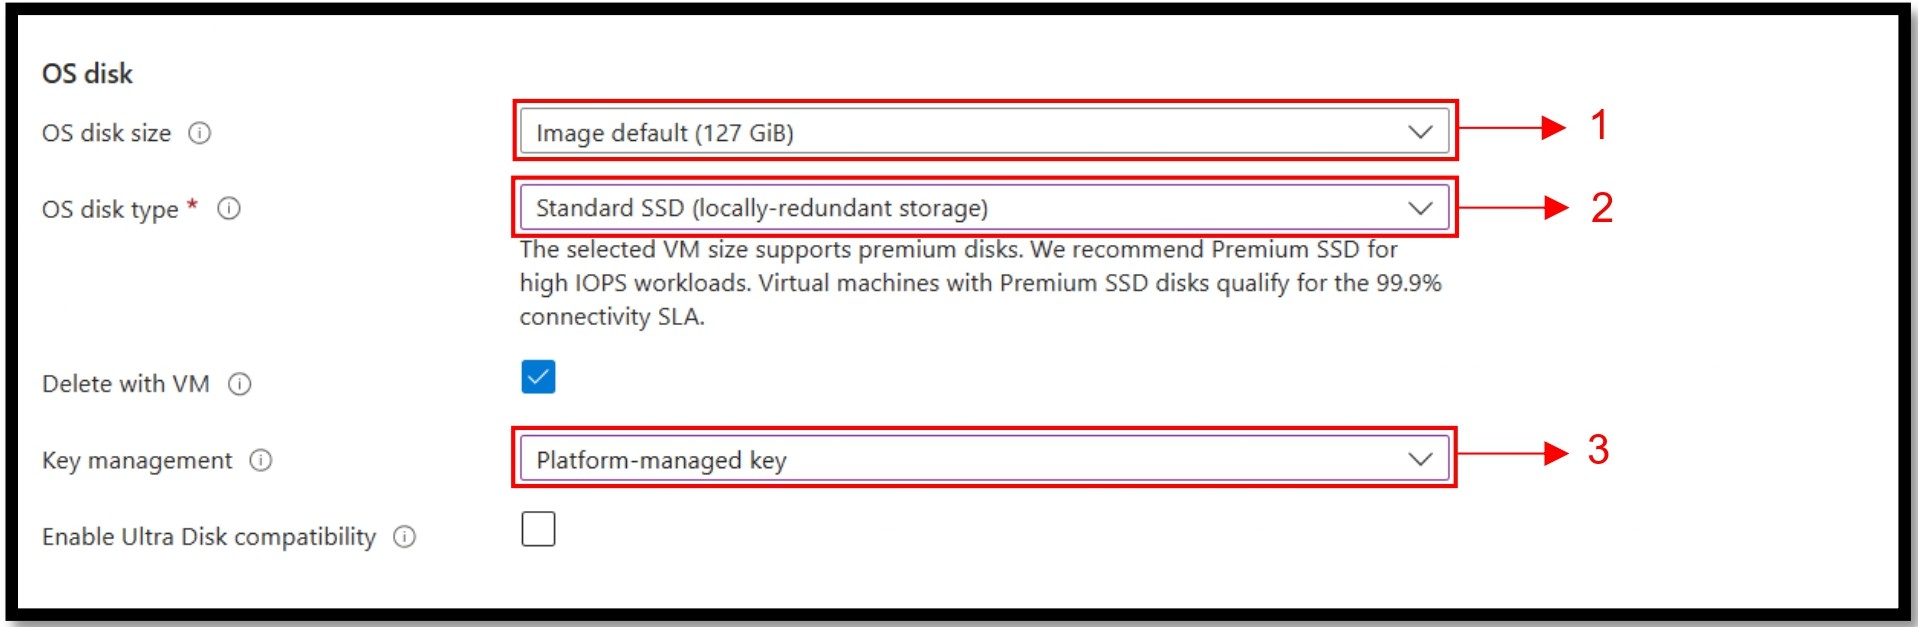 OS disk
OS disk size
Image default (127 GiB)
1
OS disk type *
Standard SSD (locally-redundant storage)
2
The selected VM size supports premium disks. We recommend Premium SSD for
high IOPS workloads. Virtual machines with Premium SSD disks qualify for the 99.9%
connectivity SLA.
Delete with VM
Key management
Platform-managed key
3
Enable Ultra Disk compatibility